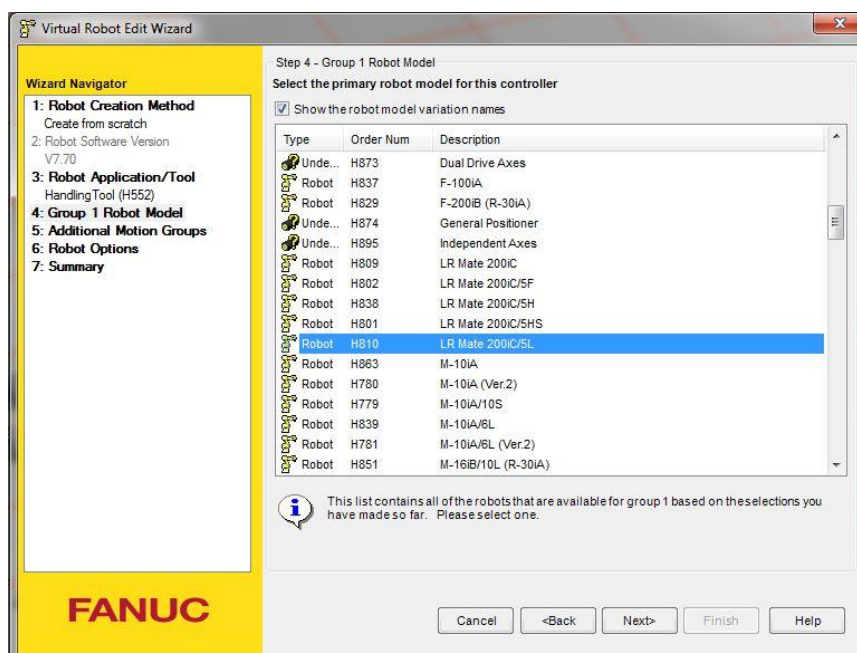 Virtual Robot Edit Wizard
Wizard Navigator
1: Robot Creation Method
Create from scratch
2: Robot Software Version
V7.70
3: Robot Application/Tool
HandlingTool (H552)
4: Group 1 Robot Model
5: Additional Motion Groups
6: Robot Options
7: Summary
FANUC
Step 4 - Group 1 Robot Model
Select the primary robot model for this controller
Show the robot model variation names
Type Order Num Description
Unde... H873 Dual Drive Axes
Robot H837 F-100iA
Robot H829 F-200iB (R-30iA)
Unde... H874 General Positioner
Unde... H895 Independent Axes
Robot H809 LR Mate 200iC
Robot H802 LR Mate 200iC/5F
Robot H838 LR Mate 200iC/5H
Robot H801 LR Mate 200iC/5HS
Robot H810 LR Mate 200iC/5L
Robot H863 M-10iA
Robot H780 M-10iA (Ver.2)
Robot H779 M-10iA/10S
Robot H839 M-10iA/6L
Robot H781 M-10iA/6L (Ver.2)
Robot H851 M-16iB/10L (R-30iA)
This list contains all of the robots that are available for group 1 based on the selections you
have made so far. Please select one.
Cancel <Back Next> Finish Help